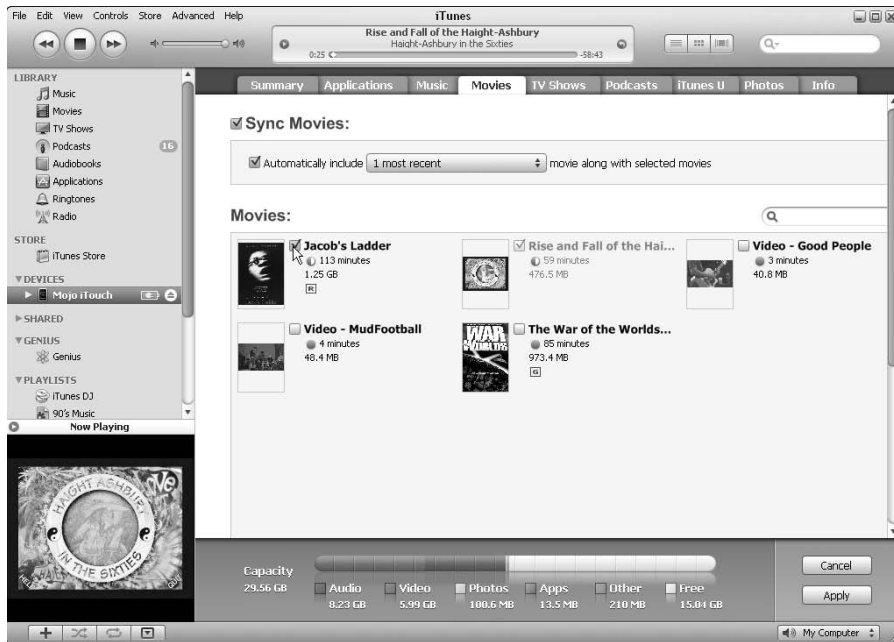 File Edit View Controls Store Advanced Help
iTunes
Rise and Fall of the Haight-Ashbury
Haight-Ashbury in the Sixties
0:25
-58:43
LIBRARY
Music
Movies
TV Shows
Podcasts 16
Audiobooks
Applications
Ringtones
Radio
STORE
iTunes Store
DEVICES
Mojo iTouch
SHARED
GENIUS
Genius
PLAYLISTS
iTunes DJ
90's Music
Now Playing
HAIGHT ASHBURY
IN THE SIXTIES
Summary Applications Music Movies TV Shows Podcasts iTunes U Photos Info
Sync Movies:
Automatically include 1 most recent movie along with selected movies
Movies:
Jacob's Ladder
113 minutes
1.25 GB
R
Rise and Fall of the Hai...
59 minutes
476.5 MB
Video - Good People
3 minutes
40.8 MB
Video - MudFootball
4 minutes
48.4 MB
The War of the Worlds...
85 minutes
973.4 MB
G
Capacity
29.56 GB
Audio
8.23 GB
Video
5.99 GB
Photos
100.6 MB
Apps
13.5 MB
Other
210 MB
Free
15.04 GB
Cancel
Apply
My Computer